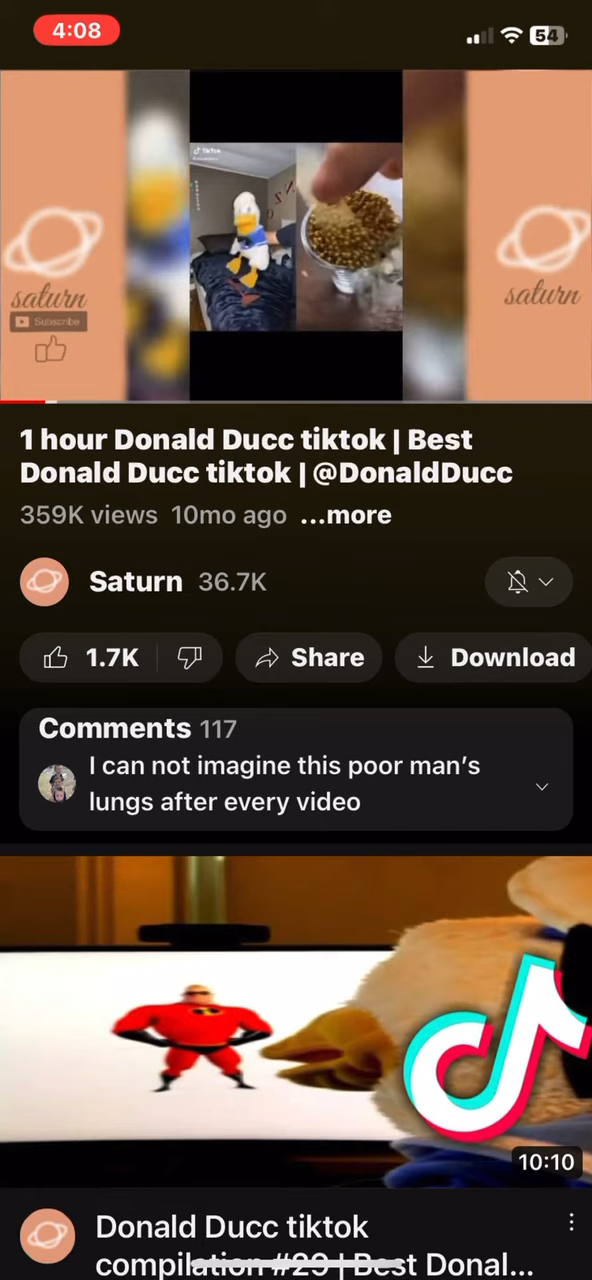 4:08
54
TikTok
saturn
Subscribe
saturn
1 hour Donald Ducc tiktok | Best
Donald Ducc tiktok | @DonaldDucc
359K views 10mo ago ...more
Saturn 36.7K
1.7K
Share
Download
Comments 117
I can not imagine this poor man's
lungs after every video
10:10
Donald Ducc tiktok
compilation #29 | Best Donal...